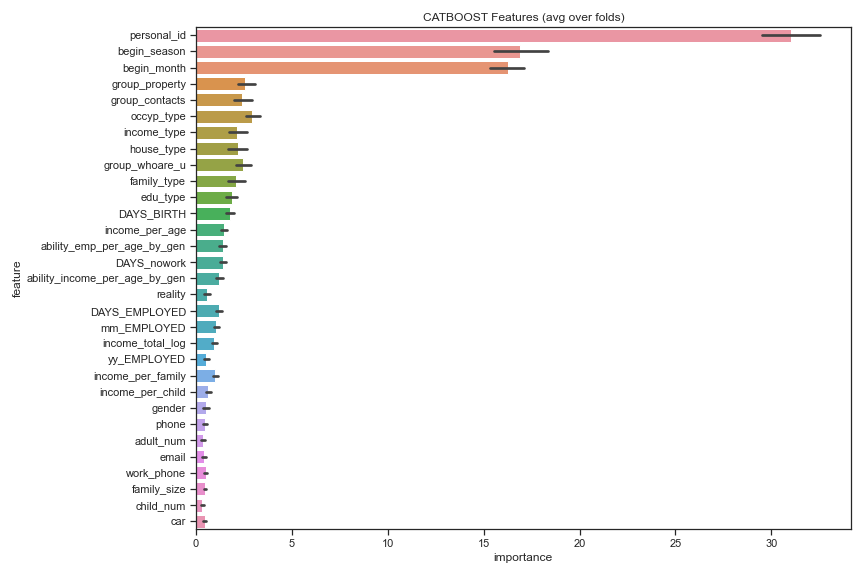 CATBOOST Features (avg over folds)
personal_id
begin_season
begin_month
group_property
group_contacts
occyp_type
income_type
house_type
group_whoare_u
family_type
edu_type
DAYS_BIRTH
income_per_age
ability_emp_per_age_by_gen
DAYS_nowork
ability_income_per_age_by_gen
reality
DAYS_EMPLOYED
mm_EMPLOYED
income_total_log
yy_EMPLOYED
income_per_family
income_per_child
gender
phone
adult_num
email
work_phone
family_size
child_num
car
feature
0 5 10 15 20 25 30
importance